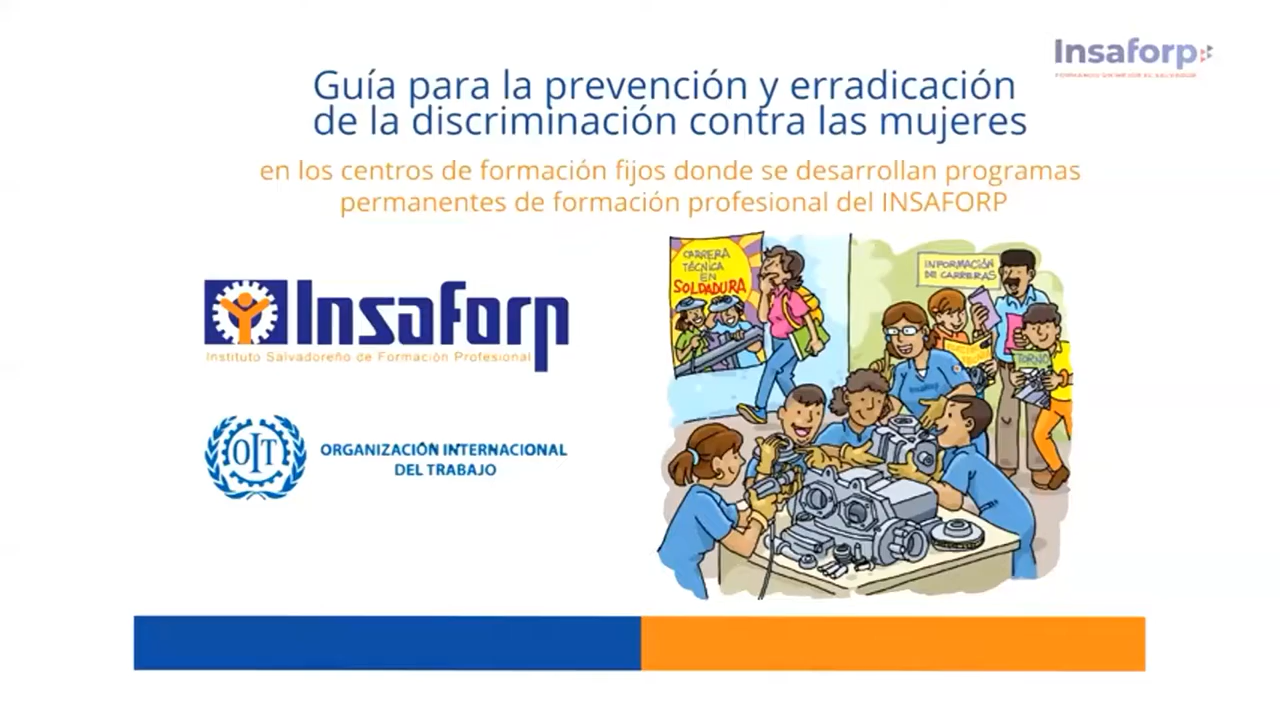 Insaforp
Guía para la prevención y erradicación
de la discriminación contra las mujeres
en los centros de formación fijos donde se desarrollan programas
permanentes de formación profesional del INSAFORP
Insaforp
Instituto Salvadoreño de Formación Profesional
OIT
ORGANIZACIÓN INTERNACIONAL
DEL TRABAJO
CARRERA
TÉCNICA
EN
SOLDADURA
INFORMACIÓN
DE CARRERAS
TORNO
Insaforp